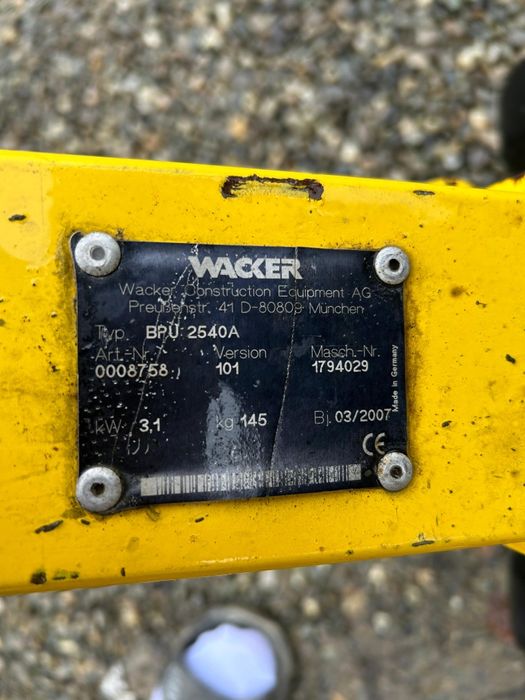 WACKER
Wacker Construction Equipment AG
Preußenstr. 41 D-80809 München
Typ BPU 2540A
Art.-Nr. Version Masch.-Nr.
0008758 101 1794029
kW 3,1 kg 145 Bj. 03/2007
Made in Germany
CE